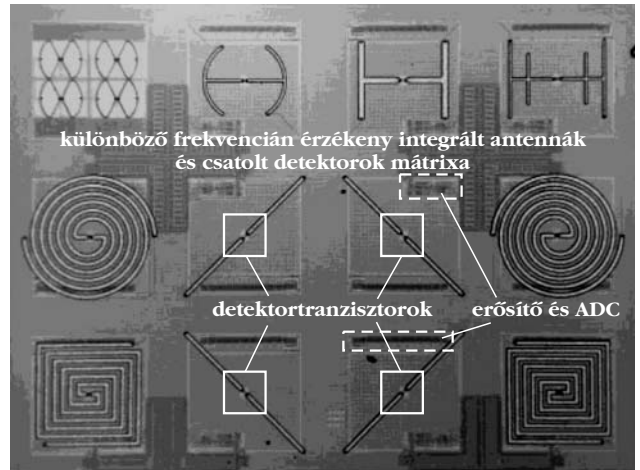 különböző frekvencián érzékeny integrált antennák
és csatolt detektorok mátrixa
detektortranzisztorok
erősítő és ADC